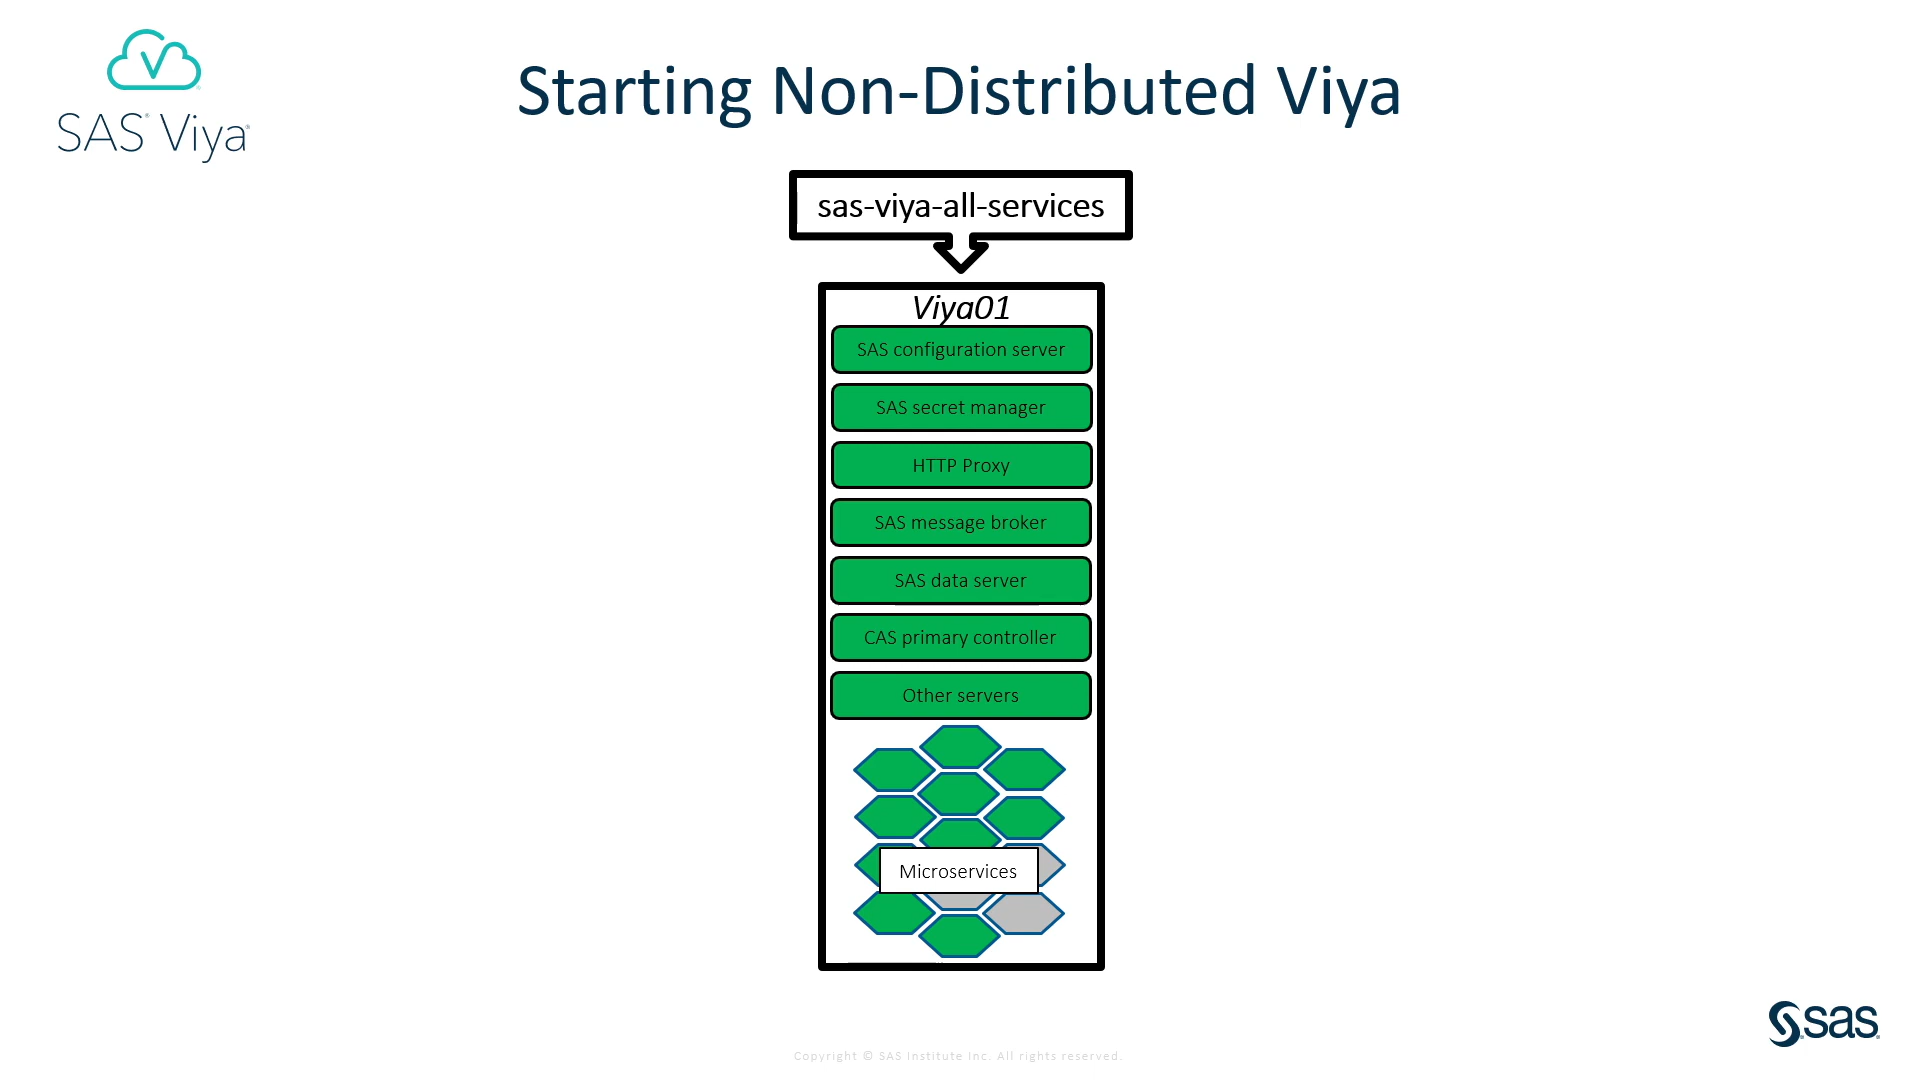 SAS® Viya®
Starting Non-Distributed Viya
sas-viya-all-services
Viya01
SAS configuration server
SAS secret manager
HTTP Proxy
SAS message broker
SAS data server
CAS primary controller
Other servers
Microservices
sas
Copyright © SAS Institute Inc. All rights reserved.